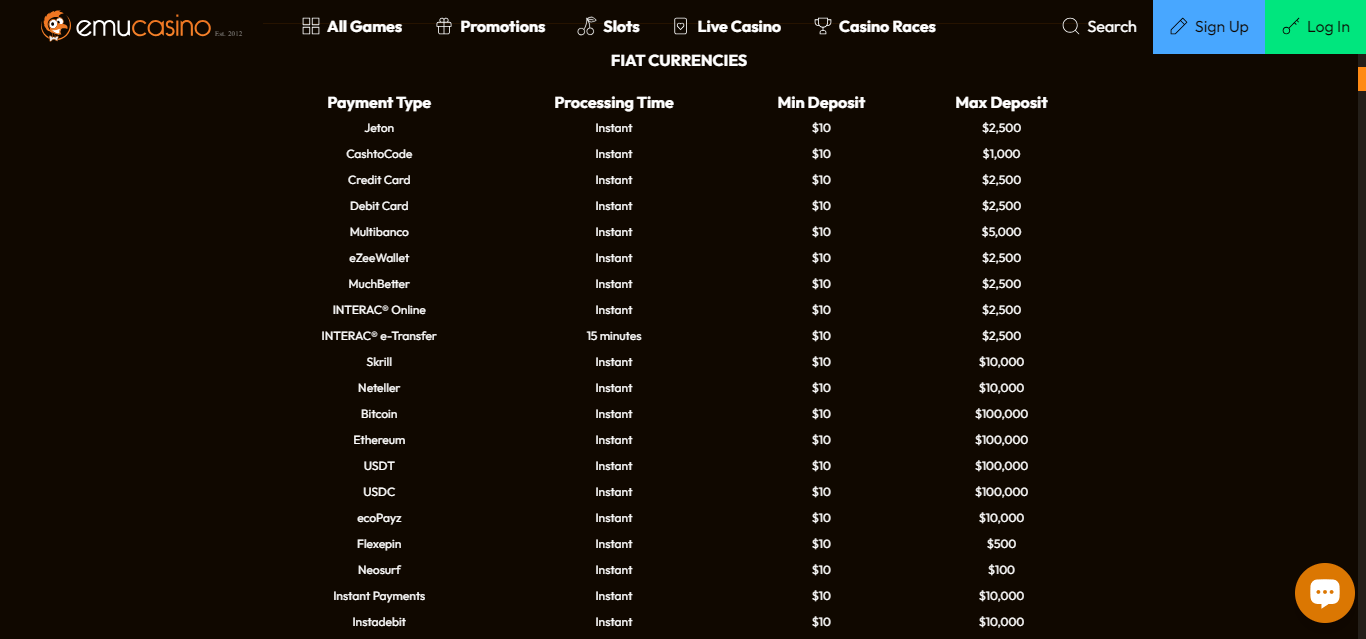 emucasino Est. 2012 All Games Promotions Slots Live Casino Casino Races Search Sign Up Log In
FIAT CURRENCIES
Payment Type Processing Time Min Deposit Max Deposit
Jeton Instant $10 $2,500
CashtoCode Instant $10 $1,000
Credit Card Instant $10 $2,500
Debit Card Instant $10 $2,500
Multibanco Instant $10 $5,000
eZeeWallet Instant $10 $2,500
MuchBetter Instant $10 $2,500
INTERAC® Online Instant $10 $2,500
INTERAC® e-Transfer 15 minutes $10 $2,500
Skrill Instant $10 $10,000
Neteller Instant $10 $10,000
Bitcoin Instant $10 $100,000
Ethereum Instant $10 $100,000
USDT Instant $10 $100,000
USDC Instant $10 $100,000
ecoPayz Instant $10 $10,000
Flexepin Instant $10 $500
Neosurf Instant $10 $100
Instant Payments Instant $10 $10,000
Instadebit Instant $10 $10,000